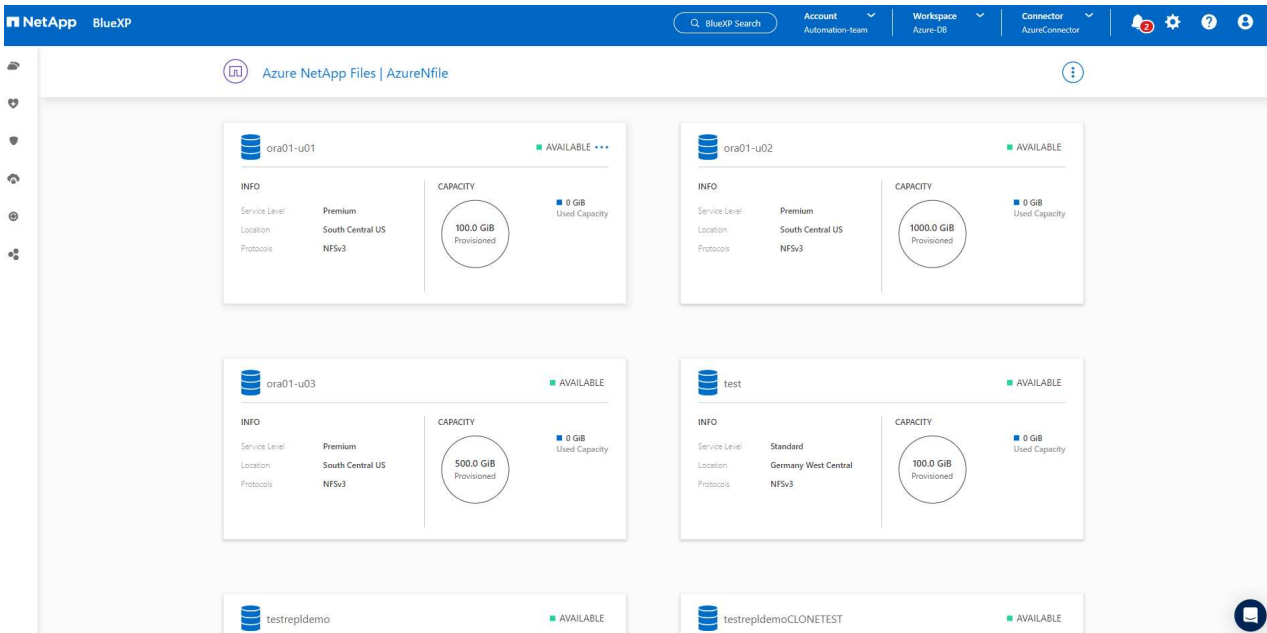 NetApp BlueXP
BlueXP Search
Account
Automation-team
Workspace
Azure-DB
Connector
AzureConnector
2
Azure NetApp Files | AzureNfile
ora01-u01
AVAILABLE
INFO
Service Level Premium
Location South Central US
Protocols NFSv3
CAPACITY
100.0 GiB
Provisioned
0 GiB
Used Capacity
ora01-u02
AVAILABLE
INFO
Service Level Premium
Location South Central US
Protocols NFSv3
CAPACITY
1000.0 GiB
Provisioned
0 GiB
Used Capacity
ora01-u03
AVAILABLE
INFO
Service Level Premium
Location South Central US
Protocols NFSv3
CAPACITY
500.0 GiB
Provisioned
0 GiB
Used Capacity
test
AVAILABLE
INFO
Service Level Standard
Location Germany West Central
Protocols NFSv3
CAPACITY
100.0 GiB
Provisioned
0 GiB
Used Capacity
testrepldemo
AVAILABLE
testrepldemoCLONETEST
AVAILABLE